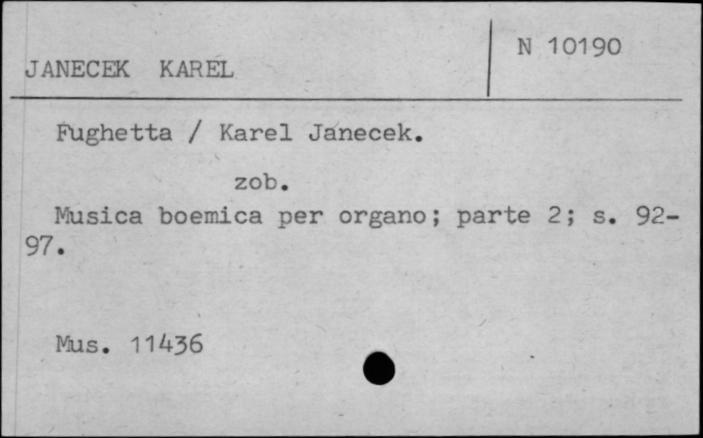 N 10190
JANECEK KAREL
Fughetta / Karel Janecek.
zob.
Musica boemica per organo; parte 2; s. 92-
97.
Mus. 11436